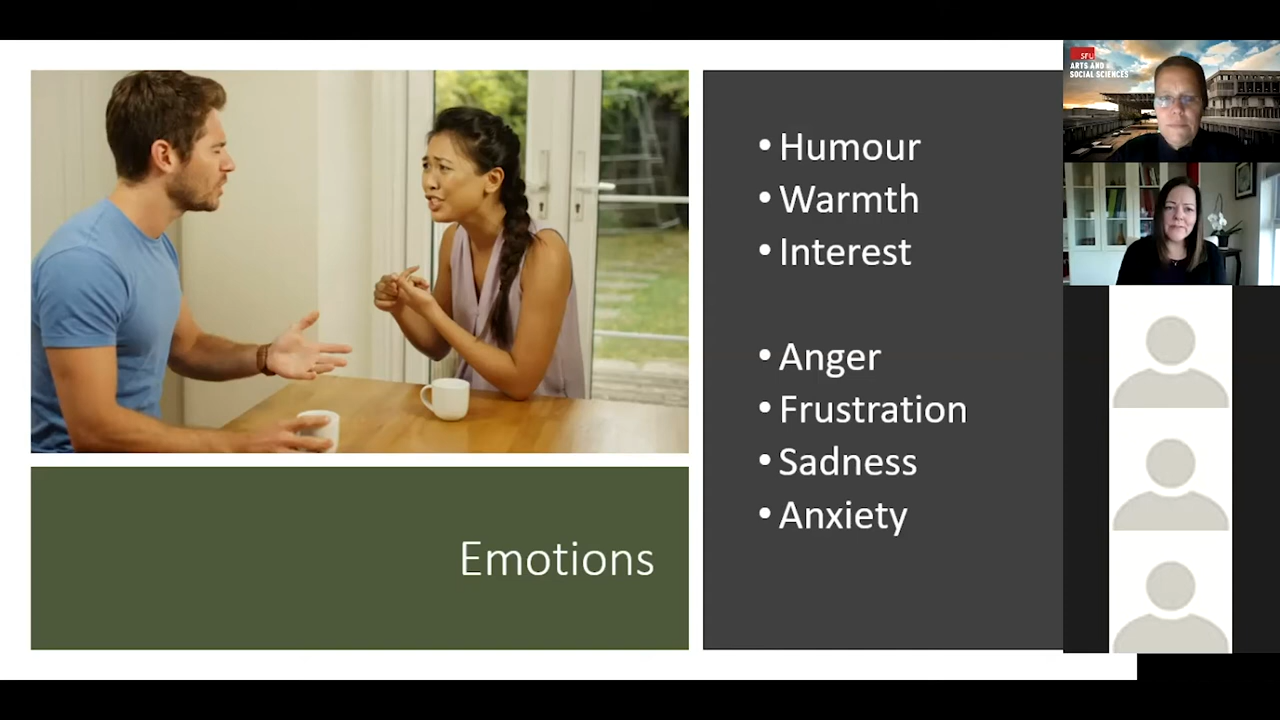 Emotions
• Humour
• Warmth
• Interest
• Anger
• Frustration
• Sadness
• Anxiety
SFU
ARTS AND
SOCIAL SCIENCES